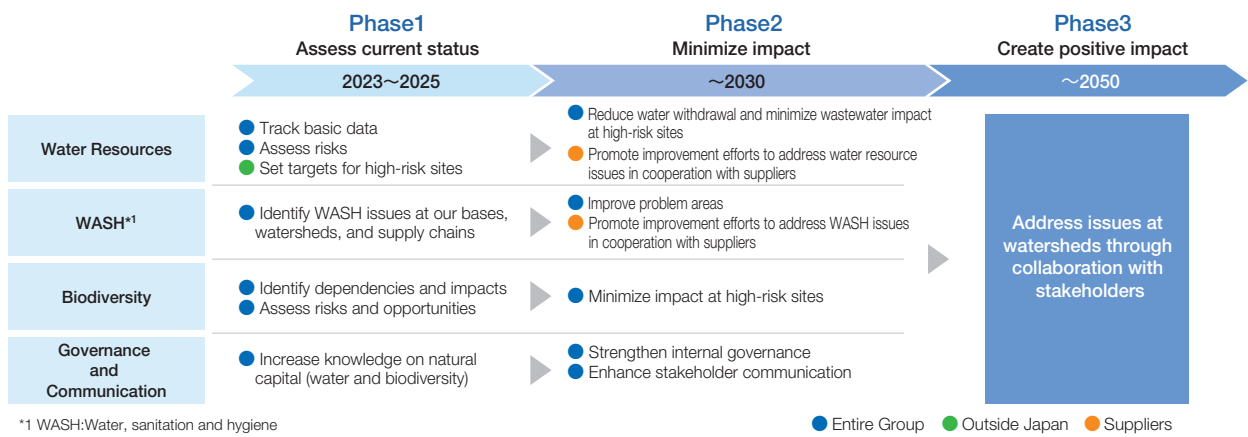 Phase1
Assess current status
2023～2025
Phase2
Minimize impact
～2030
Phase3
Create positive impact
～2050
Water Resources
Track basic data
Assess risks
Set targets for high-risk sites
Reduce water withdrawal and minimize wastewater impact
at high-risk sites
Promote improvement efforts to address water resource
issues in cooperation with suppliers
WASH*1
Identify WASH issues at our bases,
watersheds, and supply chains
Improve problem areas
Promote improvement efforts to address WASH issues
in cooperation with suppliers
Biodiversity
Identify dependencies and impacts
Assess risks and opportunities
Minimize impact at high-risk sites
Governance
and
Communication
Increase knowledge on natural
capital (water and biodiversity)
Strengthen internal governance
Enhance stakeholder communication
Address issues at
watersheds through
collaboration with
stakeholders
*1 WASH:Water, sanitation and hygiene
Entire Group
Outside Japan
Suppliers